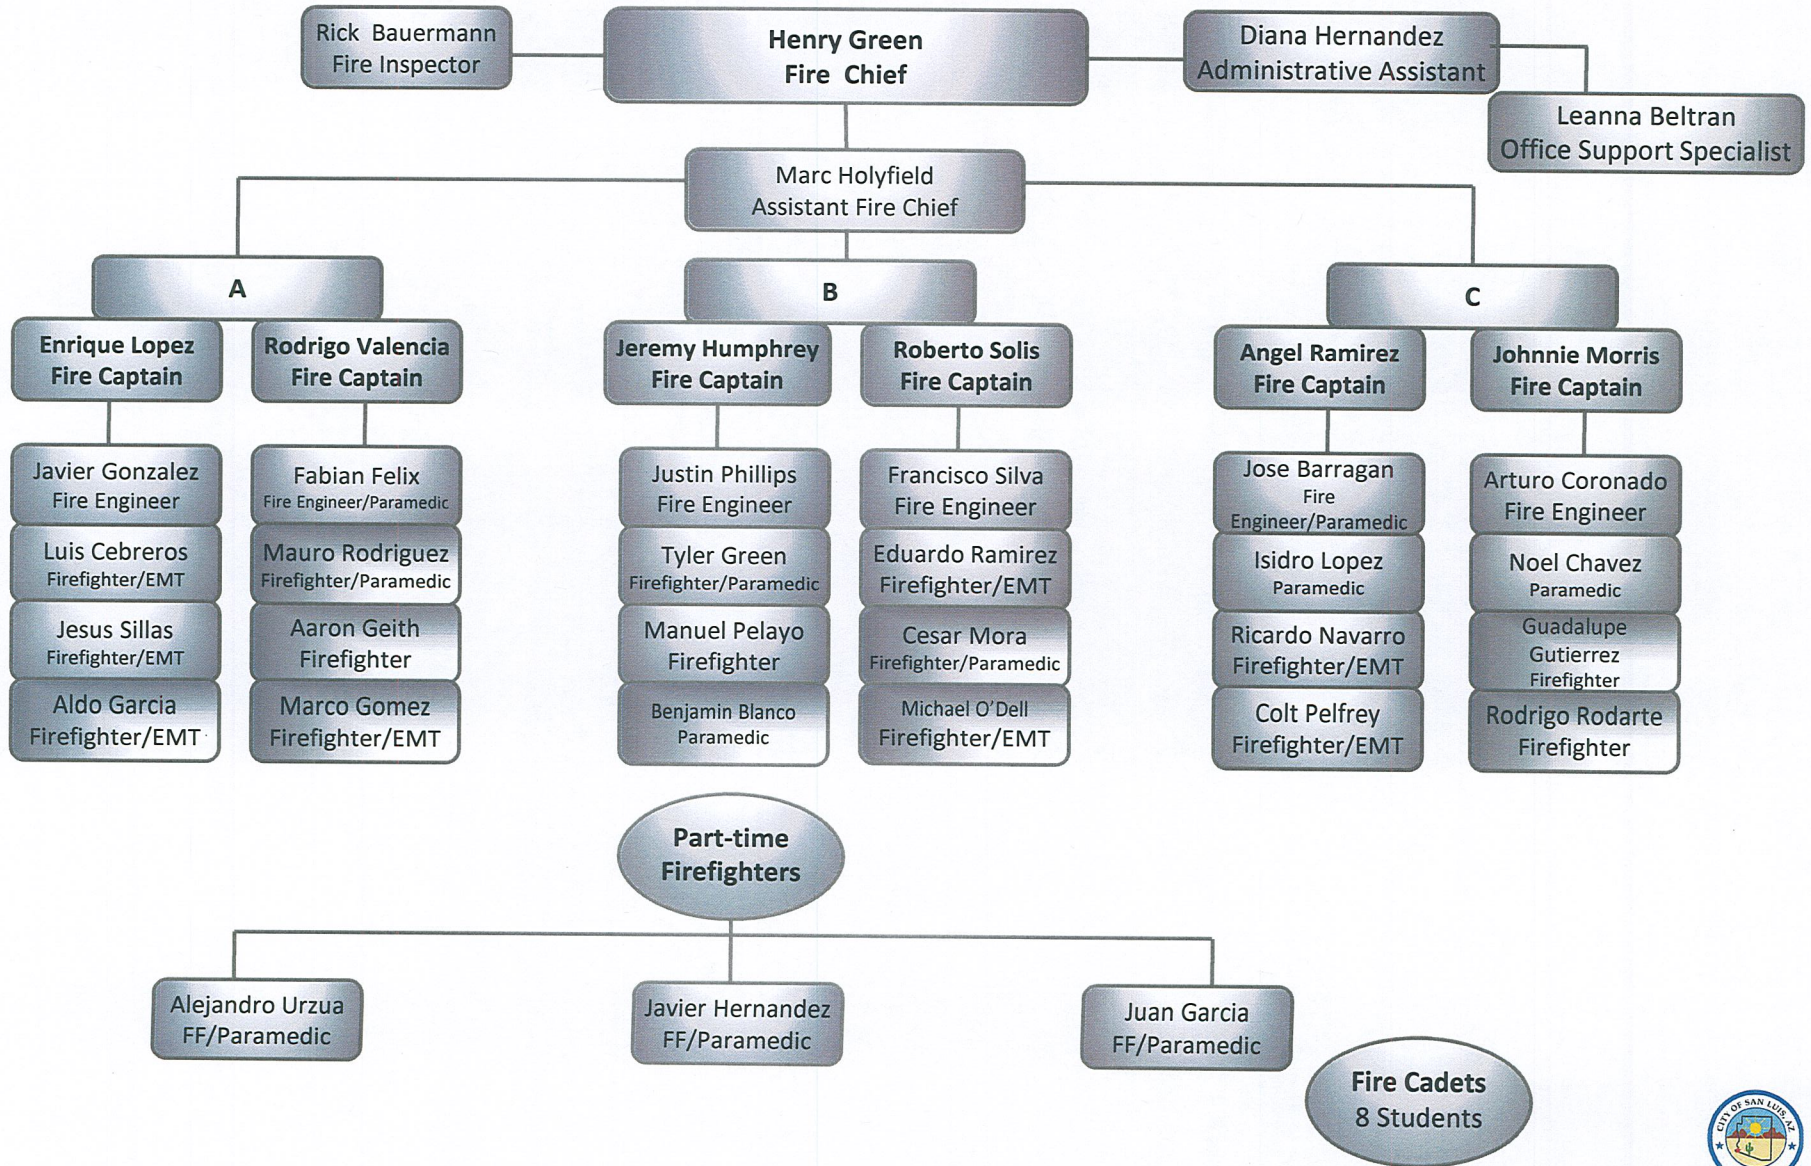 Rick Bauermann
Fire Inspector
Henry Green
Fire Chief
Diana Hernandez
Administrative Assistant
Leanna Beltran
Office Support Specialist
Marc Holyfield
Assistant Fire Chief
A
Enrique Lopez
Fire Captain
Javier Gonzalez
Fire Engineer
Luis Cebreros
Firefighter/EMT
Jesus Sillas
Firefighter/EMT
Aldo Garcia
Firefighter/EMT
Rodrigo Valencia
Fire Captain
Fabian Felix
Fire Engineer/Paramedic
Mauro Rodriguez
Firefighter/Paramedic
Aaron Geith
Firefighter
Marco Gomez
Firefighter/EMT
B
Jeremy Humphrey
Fire Captain
Justin Phillips
Fire Engineer
Tyler Green
Firefighter/Paramedic
Manuel Pelayo
Firefighter
Benjamin Blanco
Paramedic
Roberto Solis
Fire Captain
Francisco Silva
Fire Engineer
Eduardo Ramirez
Firefighter/EMT
Cesar Mora
Firefighter/Paramedic
Michael O'Dell
Firefighter/EMT
C
Angel Ramirez
Fire Captain
Jose Barragan
Fire
Engineer/Paramedic
Isidro Lopez
Paramedic
Ricardo Navarro
Firefighter/EMT
Colt Pelfrey
Firefighter/EMT
Johnnie Morris
Fire Captain
Arturo Coronado
Fire Engineer
Noel Chavez
Paramedic
Guadalupe
Gutierrez
Firefighter
Rodrigo Rodarte
Firefighter
Part-time
Firefighters
Alejandro Urzua
FF/Paramedic
Javier Hernandez
FF/Paramedic
Juan Garcia
FF/Paramedic
Fire Cadets
8 Students
CITY OF SAN LUIS, AZ